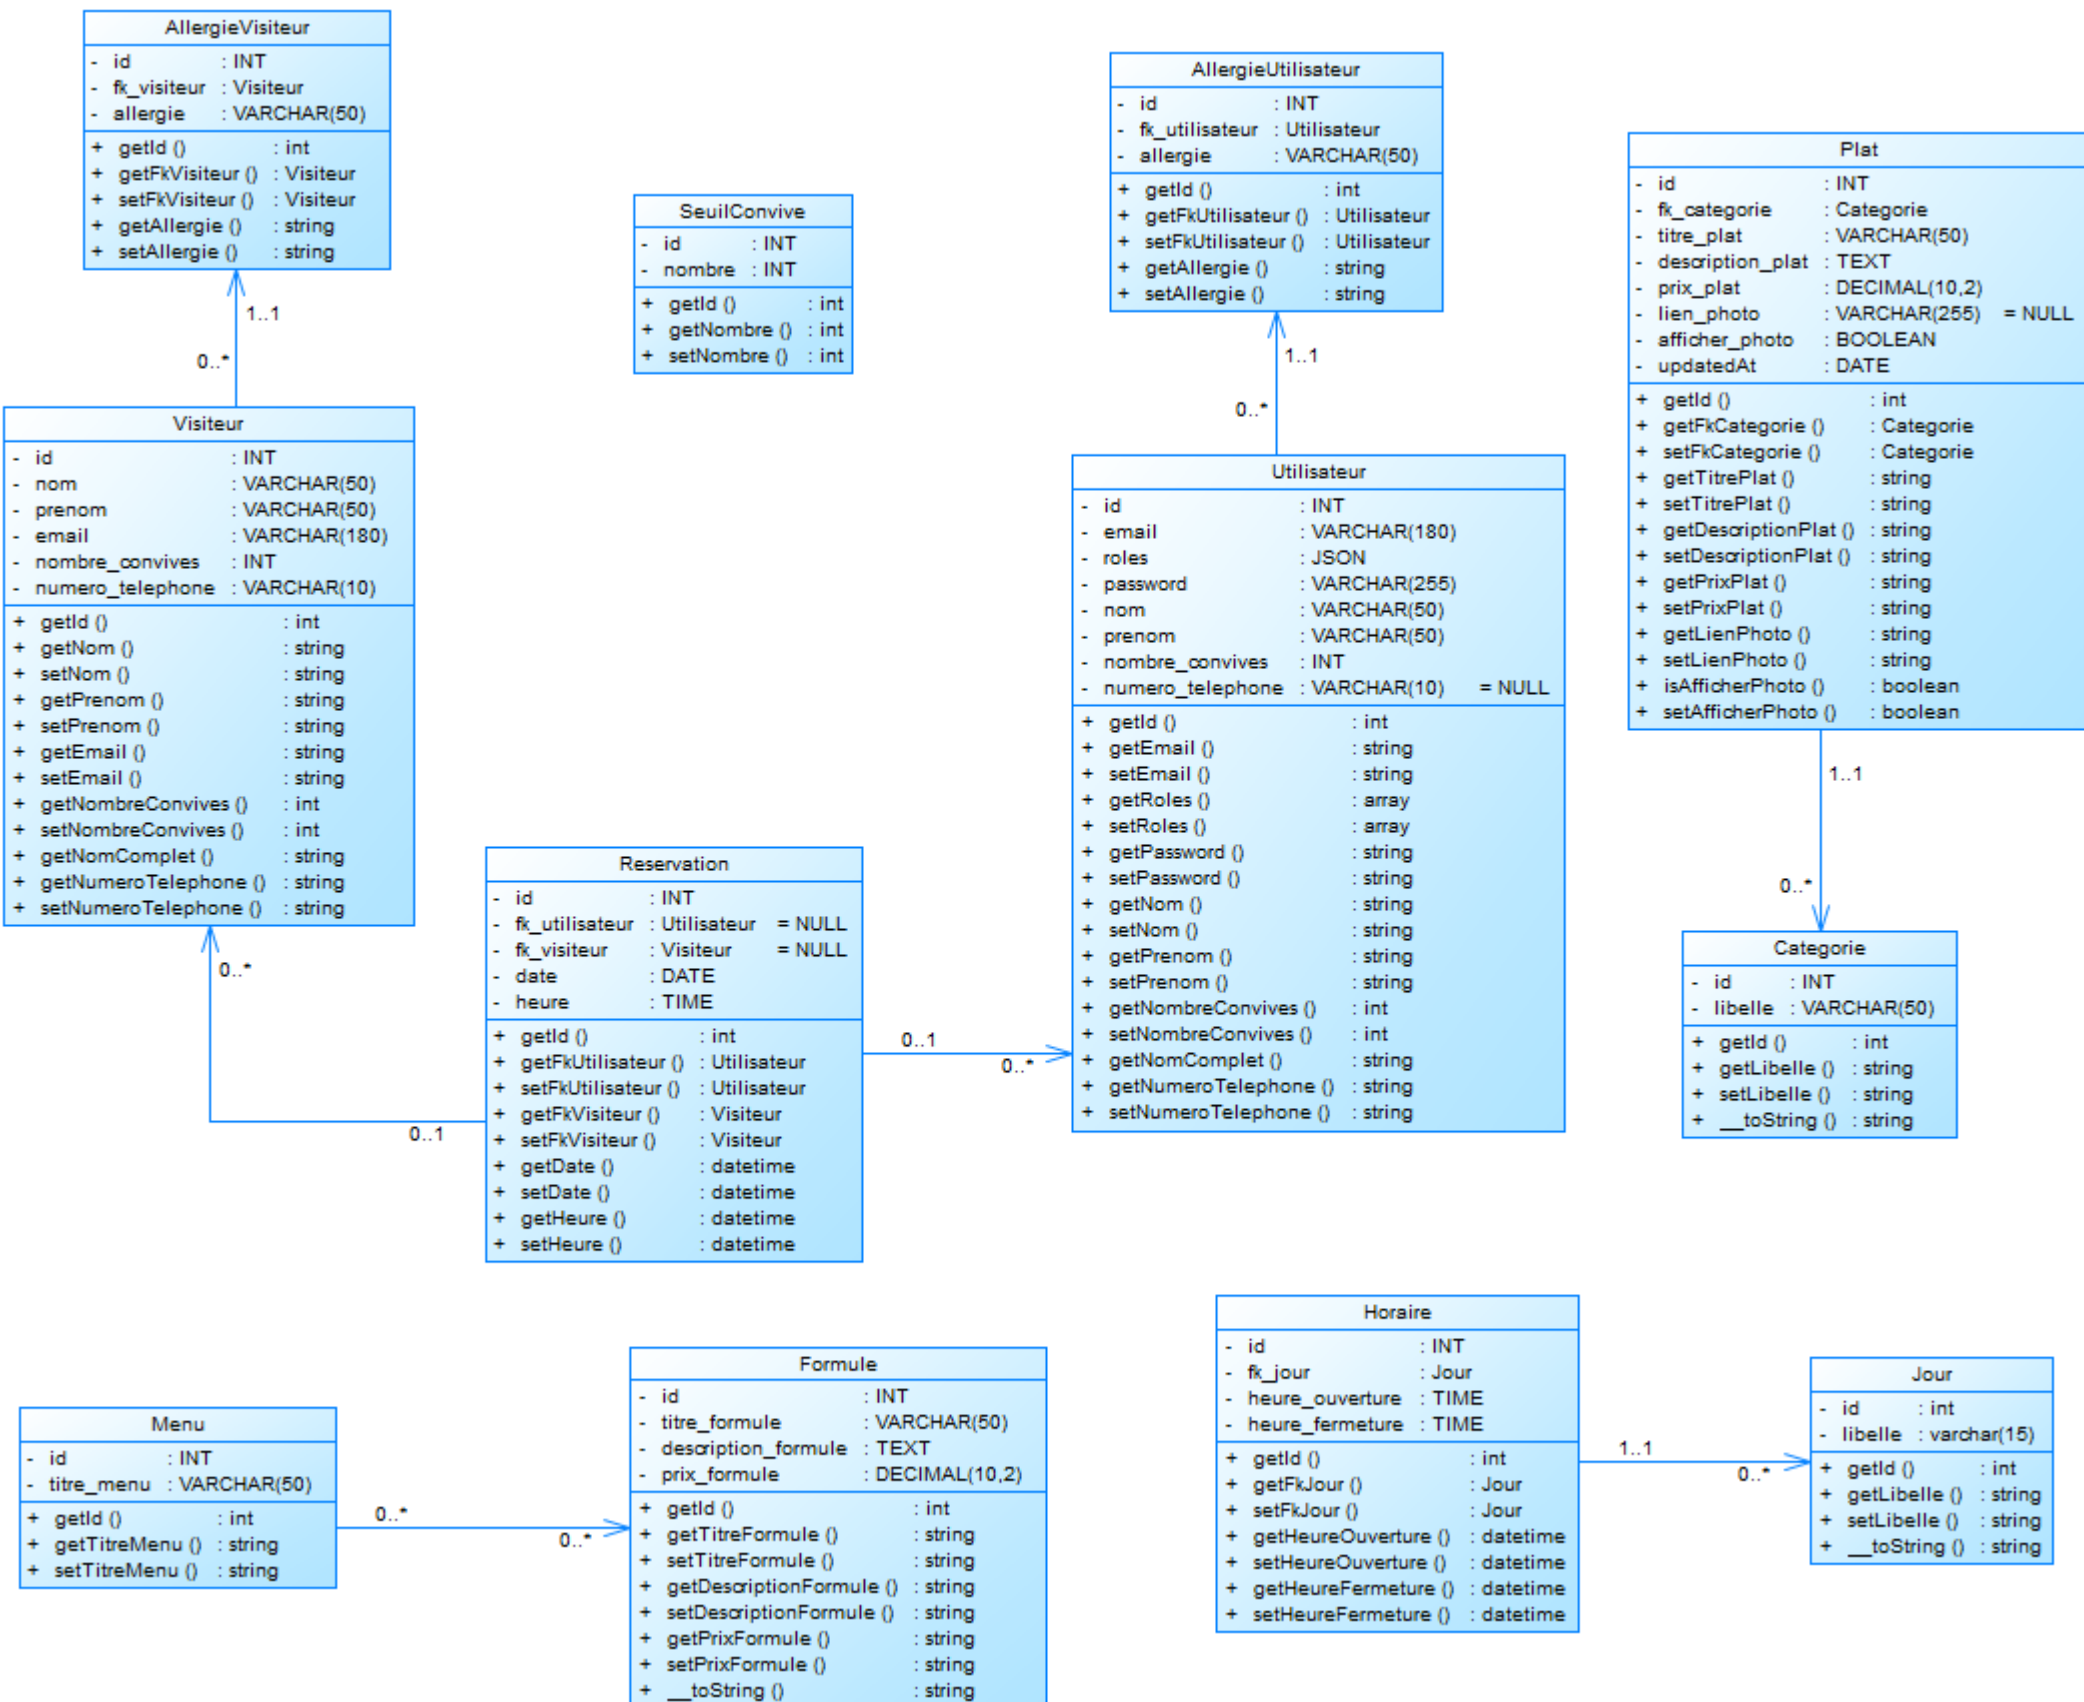 AllergieVisiteur
- id : INT
- fk_visiteur : Visiteur
- allergie : VARCHAR(50)
+ getId () : int
+ getFkVisiteur () : Visiteur
+ setFkVisiteur () : Visiteur
+ getAllergie () : string
+ setAllergie () : string
1..1
0..*
SeuilConvive
- id : INT
- nombre : INT
+ getId () : int
+ getNombre () : int
+ setNombre () : int
AllergieUtilisateur
- id : INT
- fk_utilisateur : Utilisateur
- allergie : VARCHAR(50)
+ getId () : int
+ getFkUtilisateur () : Utilisateur
+ setFkUtilisateur () : Utilisateur
+ getAllergie () : string
+ setAllergie () : string
1..1
0..*
Plat
- id : INT
- fk_categorie : Categorie
- titre_plat : VARCHAR(50)
- description_plat : TEXT
- prix_plat : DECIMAL(10,2)
- lien_photo : VARCHAR(255) = NULL
- afficher_photo : BOOLEAN
- updatedAt : DATE
+ getId () : int
+ getFkCategorie () : Categorie
+ setFkCategorie () : Categorie
+ getTitrePlat () : string
+ setTitrePlat () : string
+ getDescriptionPlat () : string
+ setDescriptionPlat () : string
+ getPrixPlat () : string
+ setPrixPlat () : string
+ getLienPhoto () : string
+ setLienPhoto () : string
+ isAfficherPhoto () : boolean
+ setAfficherPhoto () : boolean
1..1
0..*
Visiteur
- id : INT
- nom : VARCHAR(50)
- prenom : VARCHAR(50)
- email : VARCHAR(180)
- nombre_convives : INT
- numero_telephone : VARCHAR(10)
+ getId () : int
+ getNom () : string
+ setNom () : string
+ getPrenom () : string
+ setPrenom () : string
+ getEmail () : string
+ setEmail () : string
+ getNombreConvives () : int
+ setNombreConvives () : int
+ getNomComplet () : string
+ getNumeroTelephone () : string
+ setNumeroTelephone () : string
0..*
0..1
Reservation
- id : INT
- fk_utilisateur : Utilisateur = NULL
- fk_visiteur : Visiteur = NULL
- date : DATE
- heure : TIME
+ getId () : int
+ getFkUtilisateur () : Utilisateur
+ setFkUtilisateur () : Utilisateur
+ getFkVisiteur () : Visiteur
+ setFkVisiteur () : Visiteur
+ getDate () : datetime
+ setDate () : datetime
+ getHeure () : datetime
+ setHeure () : datetime
0..1
0..*
Utilisateur
- id : INT
- email : VARCHAR(180)
- roles : JSON
- password : VARCHAR(255)
- nom : VARCHAR(50)
- prenom : VARCHAR(50)
- nombre_convives : INT
- numero_telephone : VARCHAR(10) = NULL
+ getId () : int
+ getEmail () : string
+ setEmail () : string
+ getRoles () : array
+ setRoles () : array
+ getPassword () : string
+ setPassword () : string
+ getNom () : string
+ setNom () : string
+ getPrenom () : string
+ setPrenom () : string
+ getNombreConvives () : int
+ setNombreConvives () : int
+ getNomComplet () : string
+ getNumeroTelephone () : string
+ setNumeroTelephone () : string
Categorie
- id : INT
- libelle : VARCHAR(50)
+ getId () : int
+ getLibelle () : string
+ setLibelle () : string
+ __toString () : string
Menu
- id : INT
- titre_menu : VARCHAR(50)
+ getId () : int
+ getTitreMenu () : string
+ setTitreMenu () : string
0..*
0..*
Formule
- id : INT
- titre_formule : VARCHAR(50)
- description_formule : TEXT
- prix_formule : DECIMAL(10,2)
+ getId () : int
+ getTitreFormule () : string
+ setTitreFormule () : string
+ getDescriptionFormule () : string
+ setDescriptionFormule () : string
+ getPrixFormule () : string
+ setPrixFormule () : string
+ __toString () : string
Horaire
- id : INT
- fk_jour : Jour
- heure_ouverture : TIME
- heure_fermeture : TIME
+ getId () : int
+ getFkJour () : Jour
+ setFkJour () : Jour
+ getHeureOuverture () : datetime
+ setHeureOuverture () : datetime
+ getHeureFermeture () : datetime
+ setHeureFermeture () : datetime
1..1
0..*
Jour
- id : int
- libelle : varchar(15)
+ getId () : int
+ getLibelle () : string
+ setLibelle () : string
+ __toString () : string